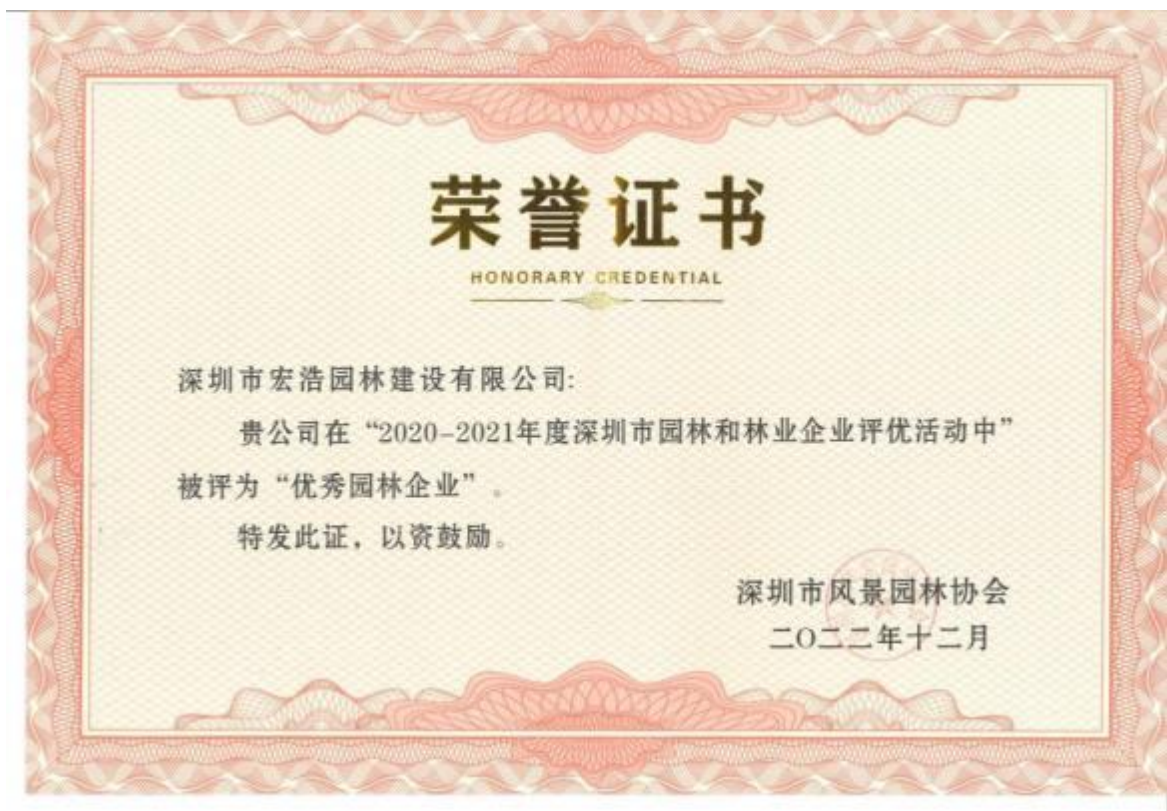 荣誉证书
HONORARY CREDENTIAL
深圳市宏浩园林建设有限公司:
贵公司在“2020-2021年度深圳市园林和林业企业评优活动中”
被评为“优秀园林企业”。
特发此证，以资鼓励。
深圳市风景园林协会
二〇二二年十二月